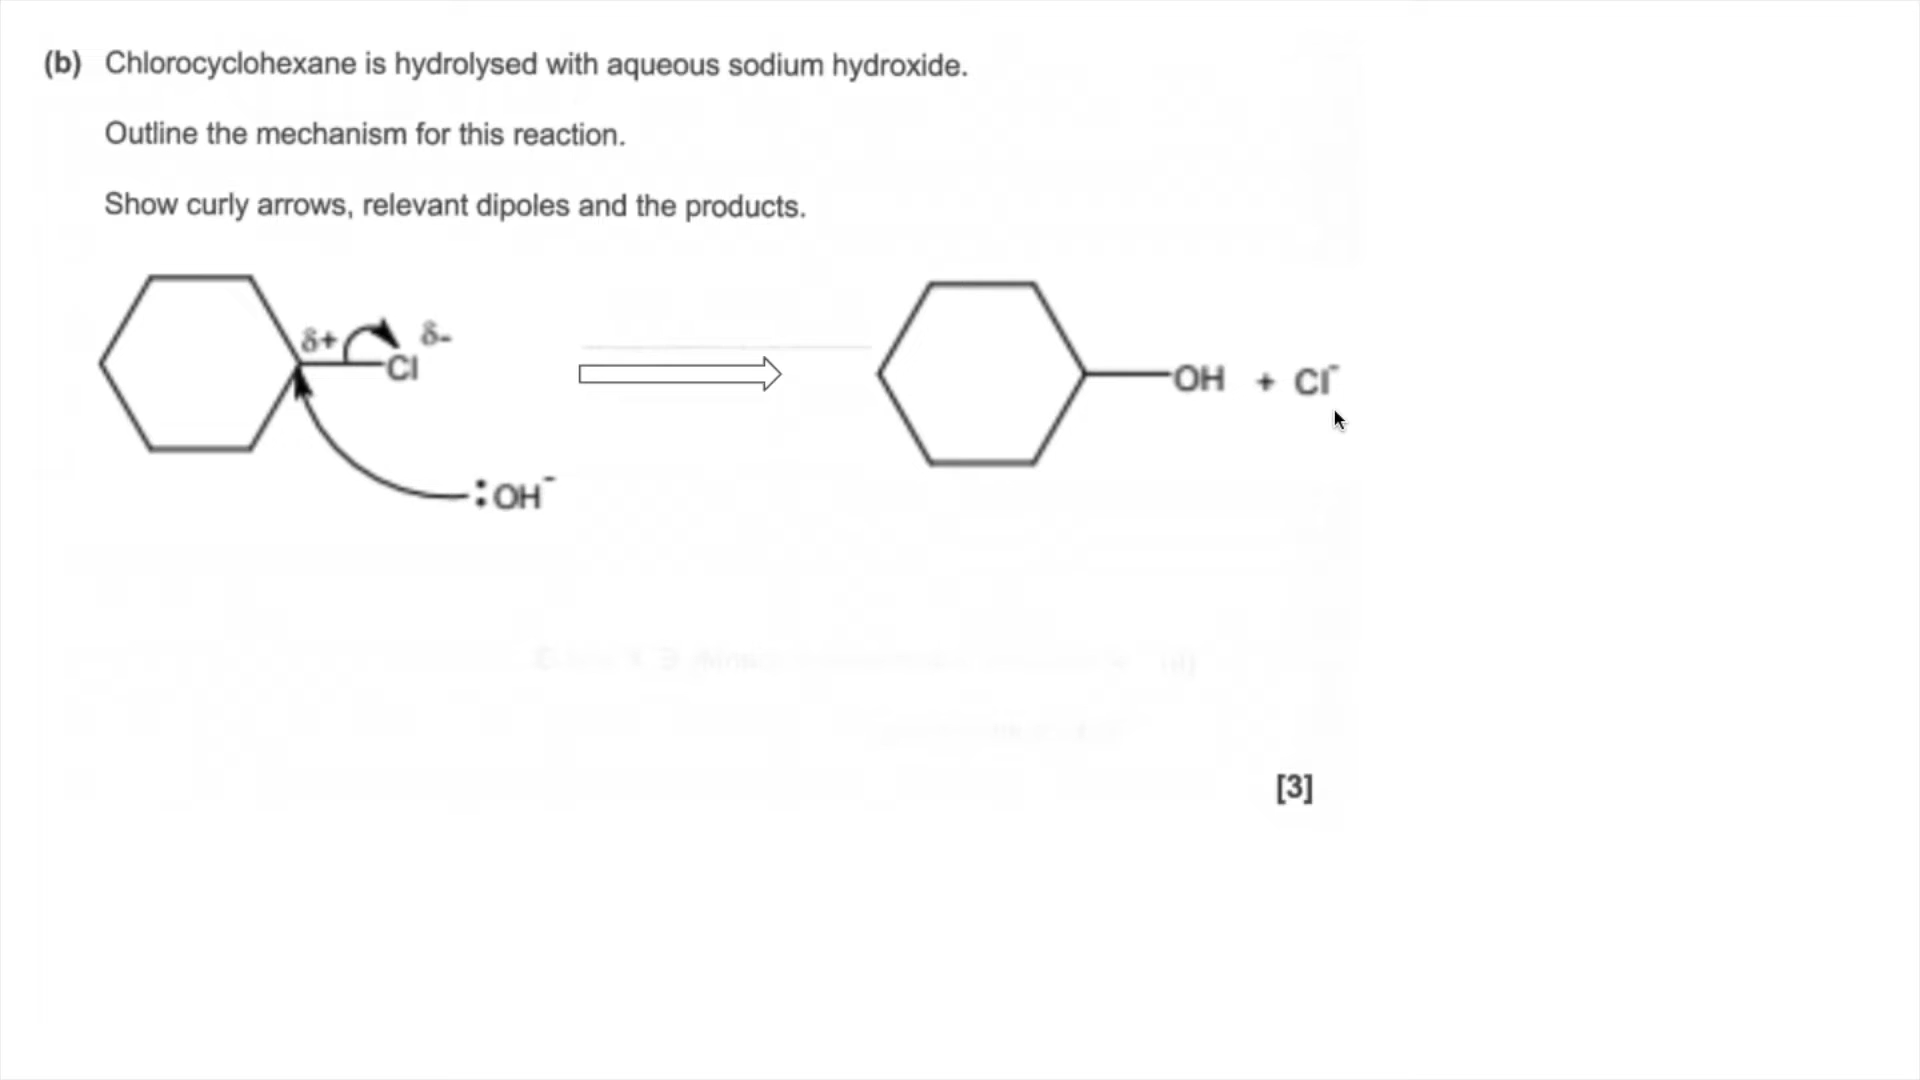 (b) Chlorocyclohexane is hydrolysed with aqueous sodium hydroxide.
Outline the mechanism for this reaction.
Show curly arrows, relevant dipoles and the products.
δ+ Cl δ-
:OH⁻
OH + Cl⁻
[3]